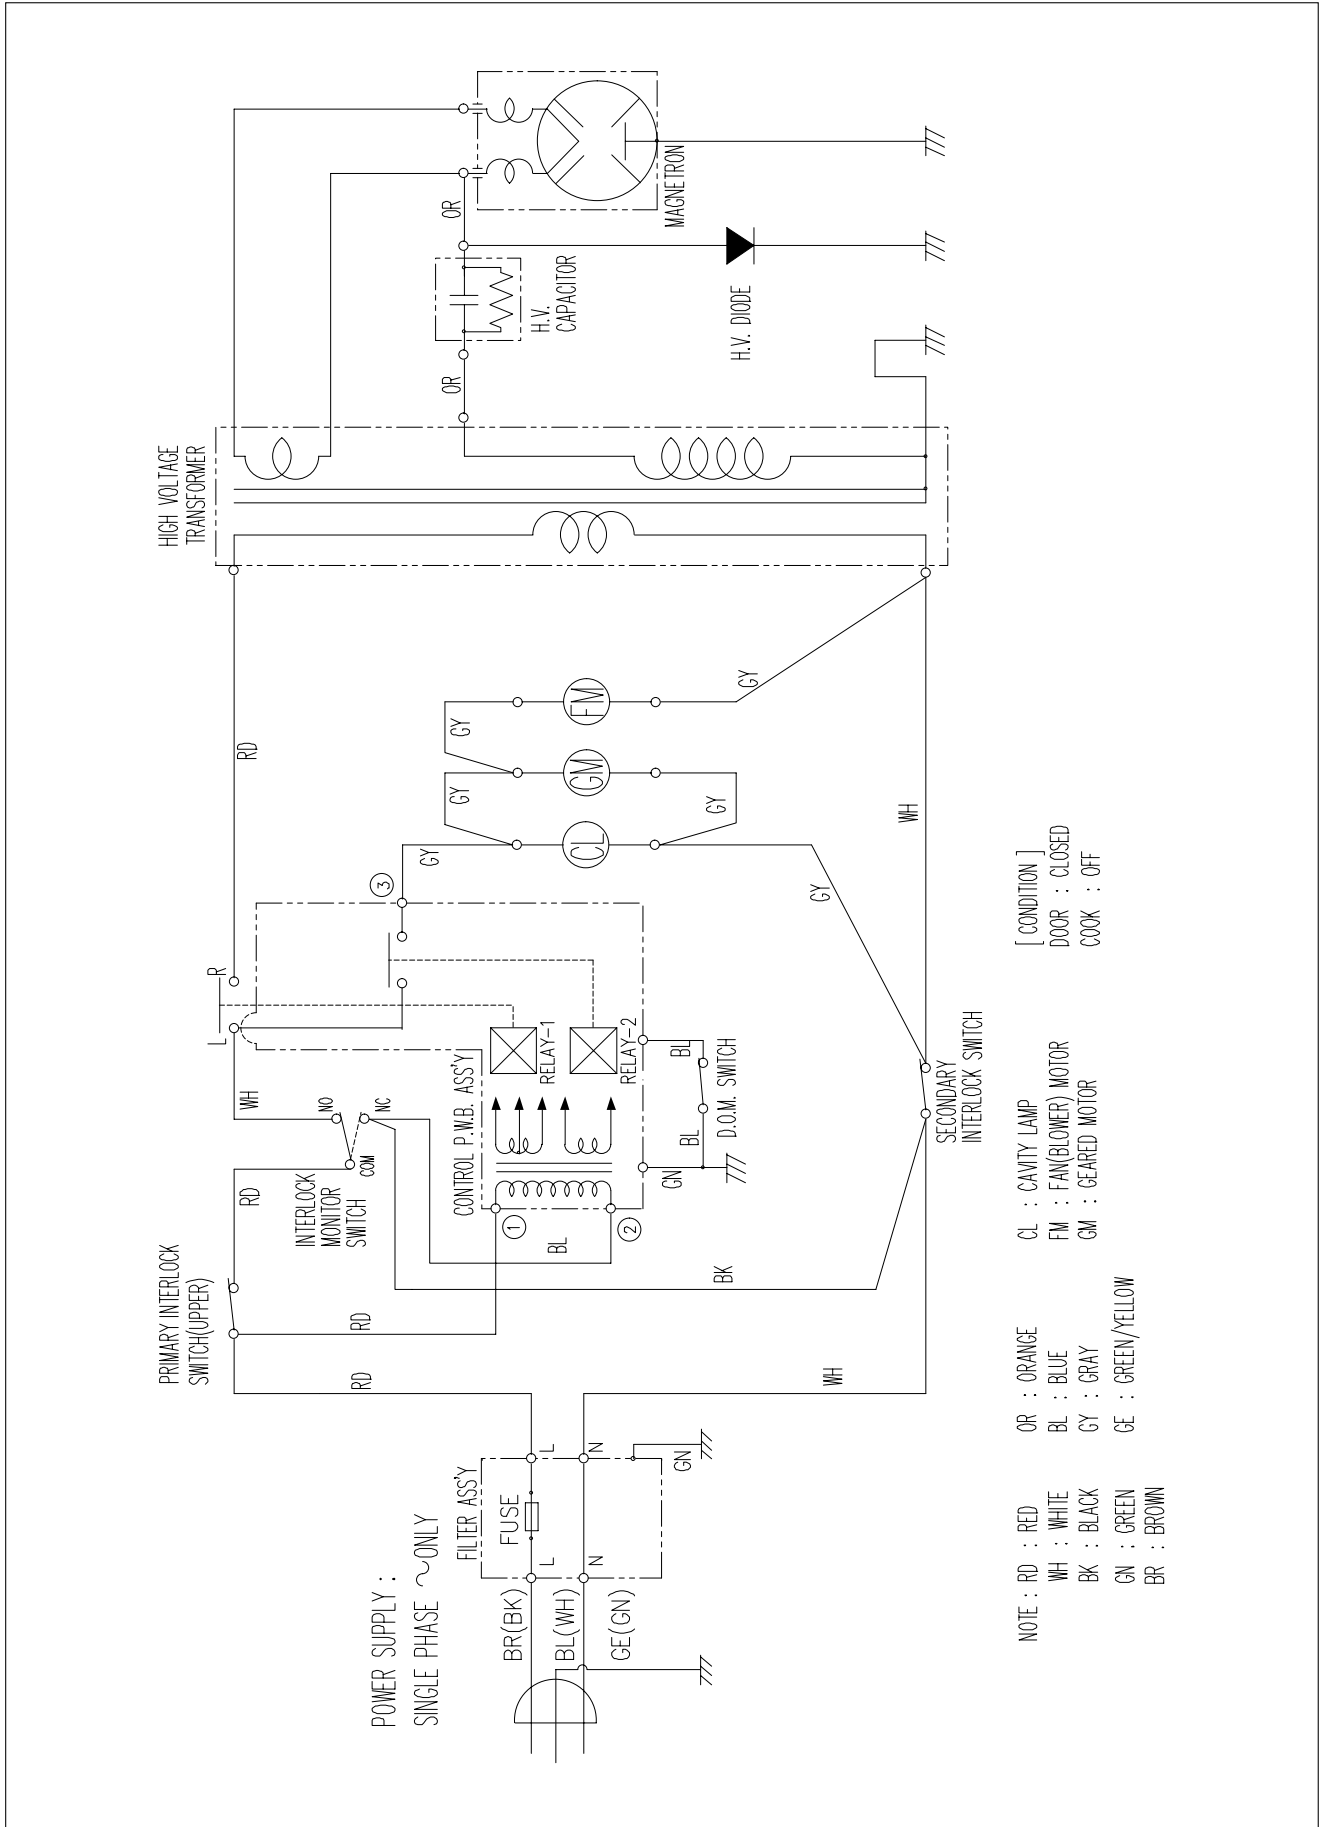 POWER SUPPLY :
SINGLE PHASE ~ONLY
BR(BK)
BL(WH)
GE(GN)
FILTER ASS'Y
FUSE
L
N
L
N
GN
RD
WH
PRIMARY INTERLOCK
SWITCH(UPPER)
RD
RD
INTERLOCK
MONITOR
SWITCH
COM
NO
NC
WH
BL
BK
L
R
RD
CONTROL P.W.B. ASS'Y
1
2
3
RELAY-1
RELAY-2
GN
BL
BL
D.O.M. SWITCH
SECONDARY
INTERLOCK SWITCH
GY
GY
GY
GY
GY
GY
CL
GM
FM
WH
HIGH VOLTAGE
TRANSFORMER
OR
OR
H.V.
CAPACITOR
H.V. DIODE
MAGNETRON
NOTE : RD : RED
WH : WHITE
BK : BLACK
GN : GREEN
BR : BROWN
OR : ORANGE
BL : BLUE
GY : GRAY
GE : GREEN/YELLOW
CL : CAVITY LAMP
FM : FAN(BLOWER) MOTOR
GM : GEARED MOTOR
[ CONDITION ]
DOOR : CLOSED
COOK : OFF